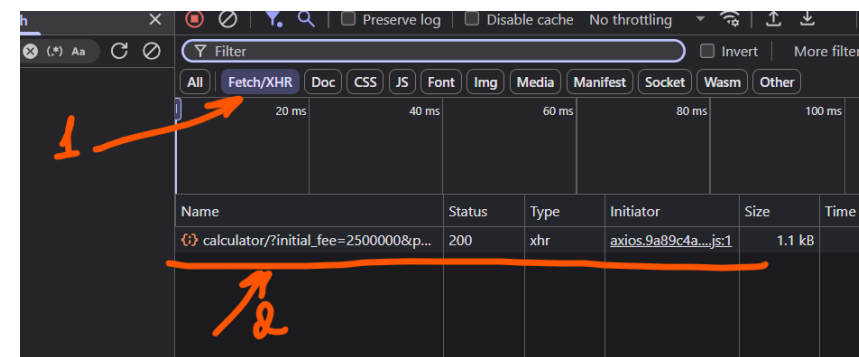 h
Preserve log Disable cache No throttling
(.*) Aa Filter Invert More filter
All Fetch/XHR Doc CSS JS Font Img Media Manifest Socket Wasm Other
20 ms 40 ms 60 ms 80 ms 100 ms
1
Name Status Type Initiator Size Time
calculator/?initial_fee=2500000&p... 200 xhr axios.9a89c4a....js:1 1.1 kB
2